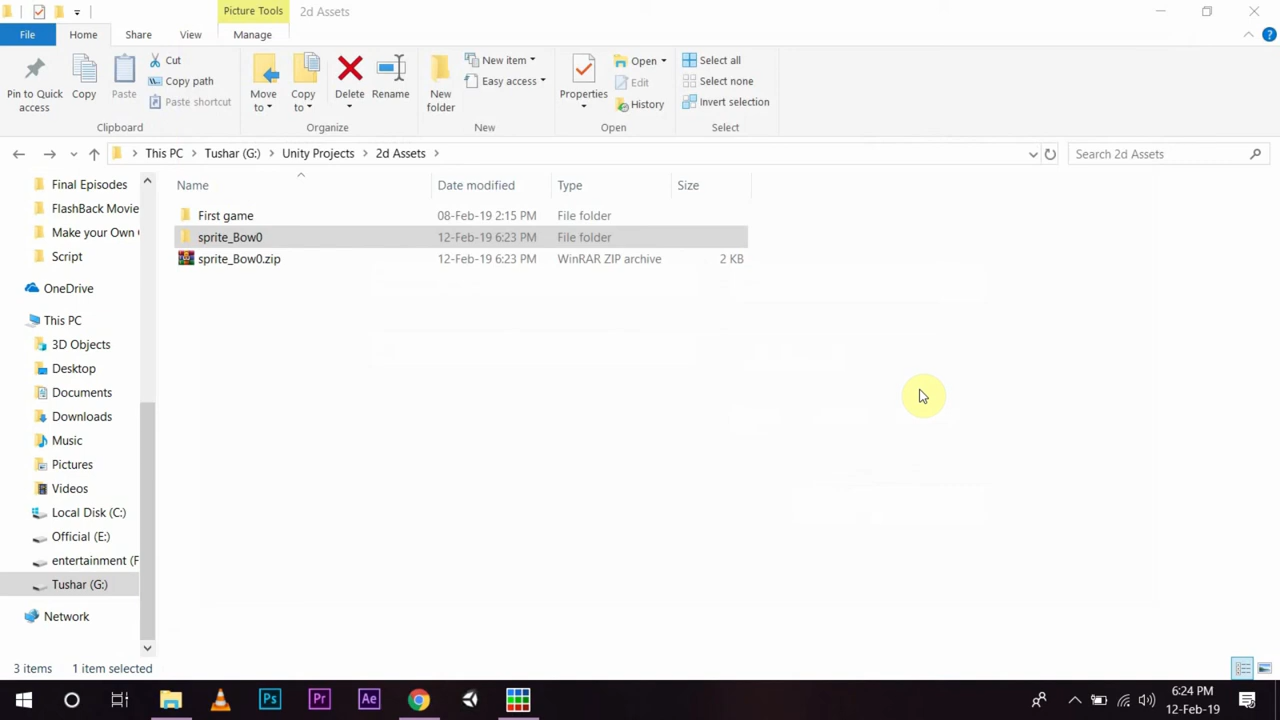 Picture Tools
2d Assets
File
Home
Share
View
Manage
Pin to Quick access
Copy
Paste
Cut
Copy path
Paste shortcut
Clipboard
Move to
Copy to
Delete
Rename
Organize
New folder
New item
Easy access
New
Properties
Open
Edit
History
Open
Select all
Select none
Invert selection
Select
This PC
Tushar (G:)
Unity Projects
2d Assets
Search 2d Assets
Name
Date modified
Type
Size
First game
08-Feb-19 2:15 PM
File folder
sprite_Bow0
12-Feb-19 6:23 PM
File folder
sprite_Bow0.zip
12-Feb-19 6:23 PM
WinRAR ZIP archive
2 KB
Final Episodes
FlashBack Movie
Make your Own
Script
OneDrive
This PC
3D Objects
Desktop
Documents
Downloads
Music
Pictures
Videos
Local Disk (C:)
Official (E:)
entertainment (F
Tushar (G:)
Network
3 items
1 item selected
Ps
Pr
Ae
6:24 PM
12-Feb-19